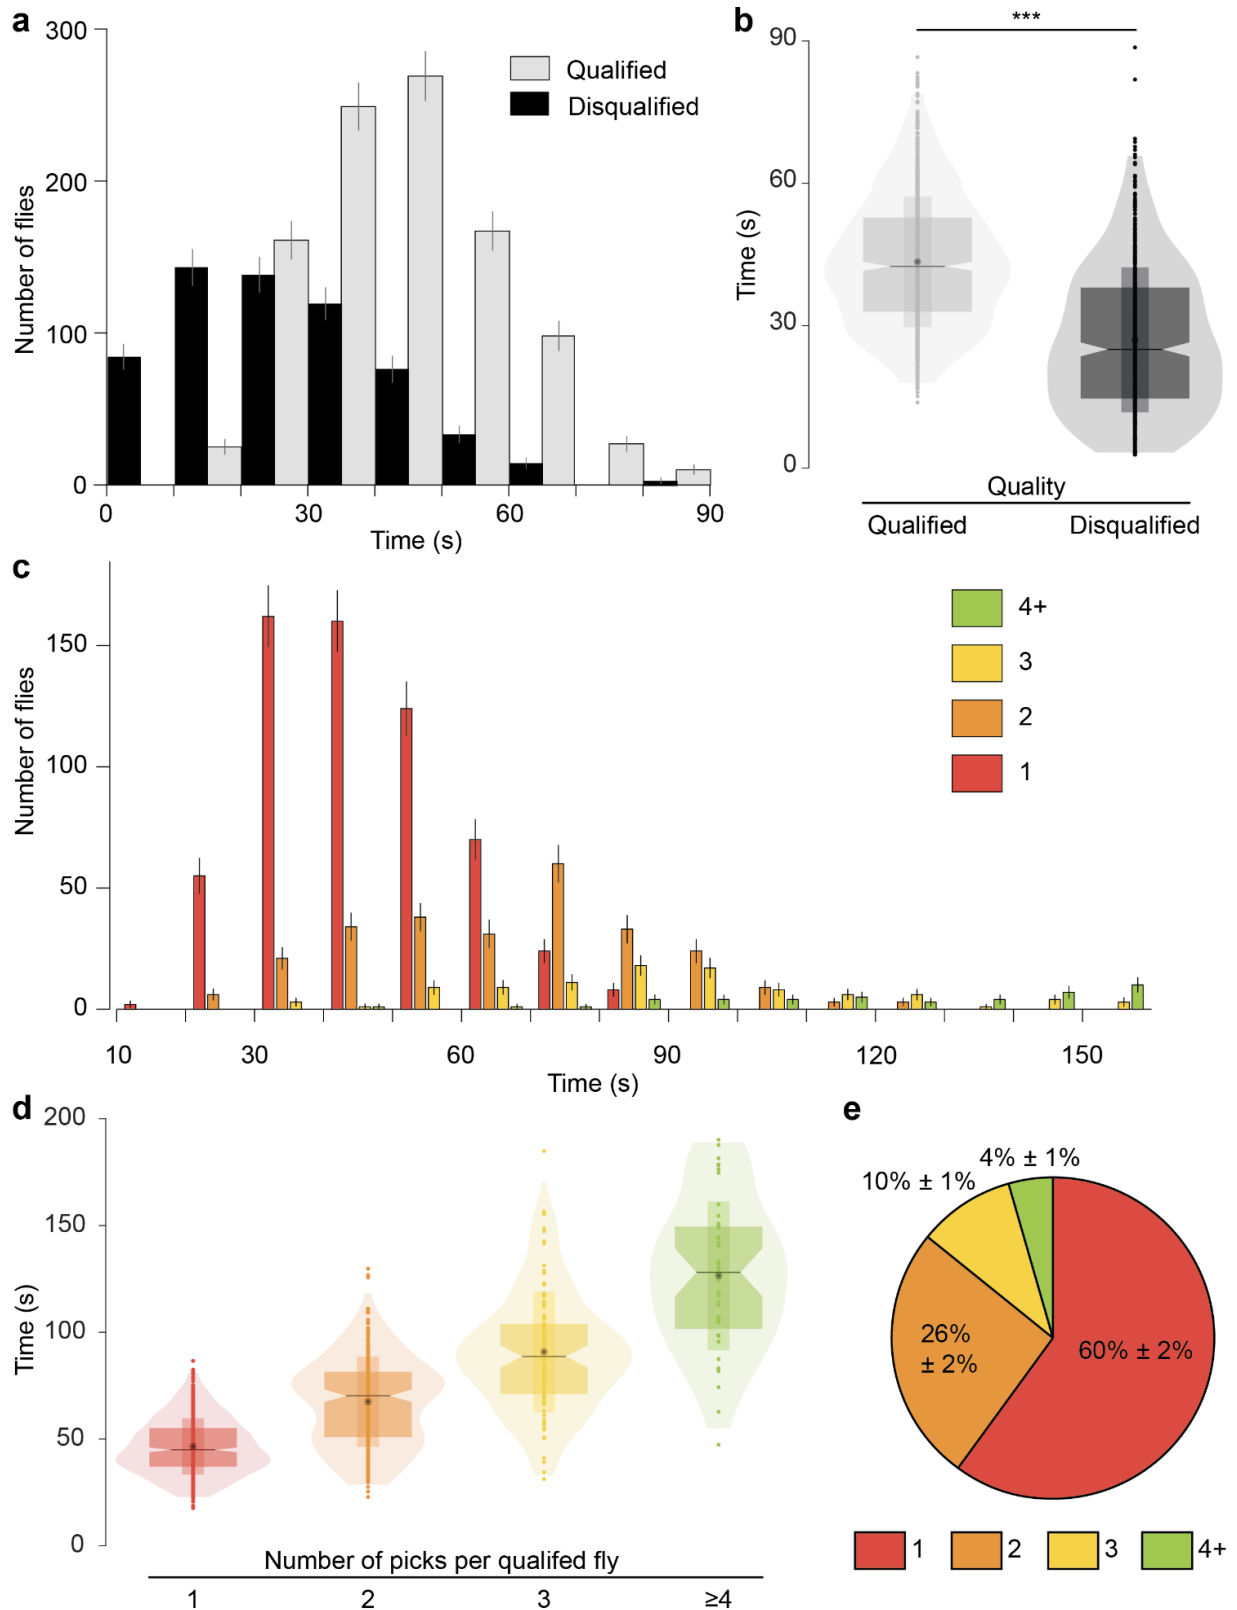 a
300
200
100
0
Number of flies
Qualified
Disqualified
0 30 60 90
Time (s)
b
***
90
60
30
0
Time (s)
Quality
Qualified Disqualified
c
150
100
50
0
Number of flies
4+
3
2
1
10 30 60 90 120 150
Time (s)
d
200
150
100
50
0
Time (s)
Number of picks per qualifed fly
1 2 3 ≥4
e
4% ± 1%
10% ± 1%
26%
± 2%
60% ± 2%
1 2 3 4+